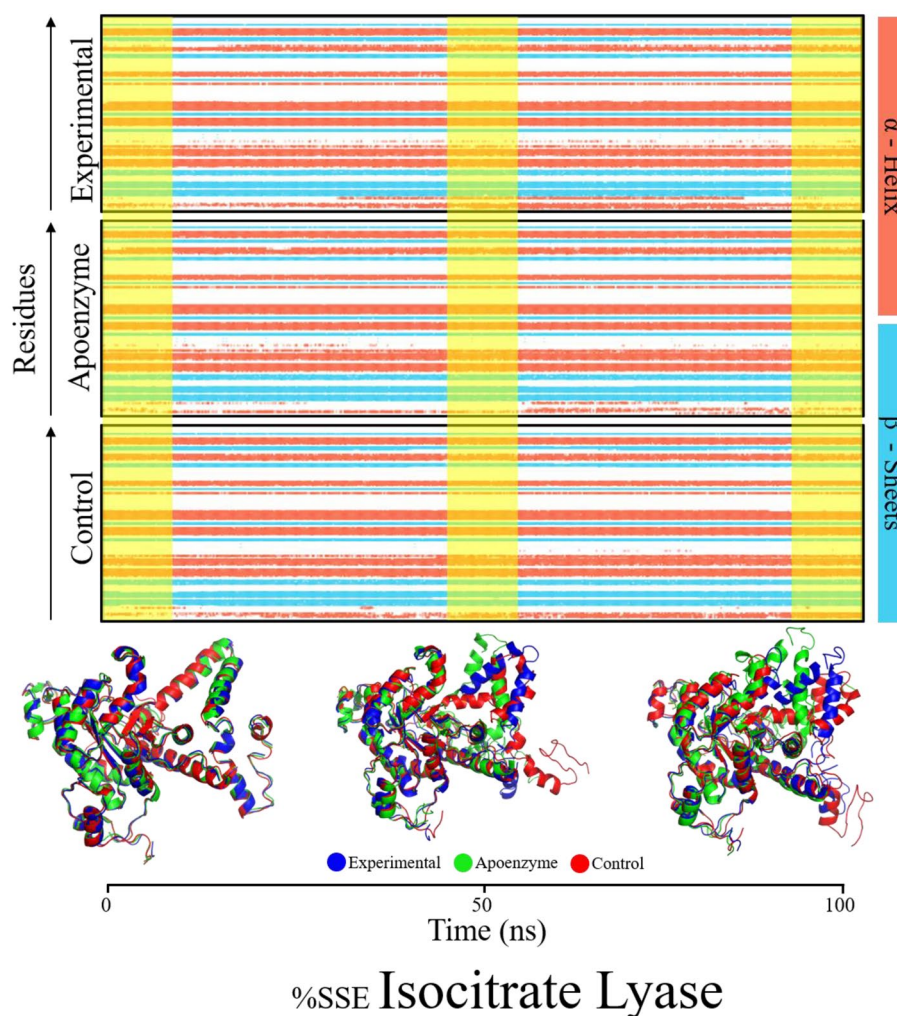 Residues
Experimental
Apoenzyme
Control
α - Helix
β - Sheets
Experimental Apoenzyme Control
0 50 100
Time (ns)
%SSE Isocitrate Lyase